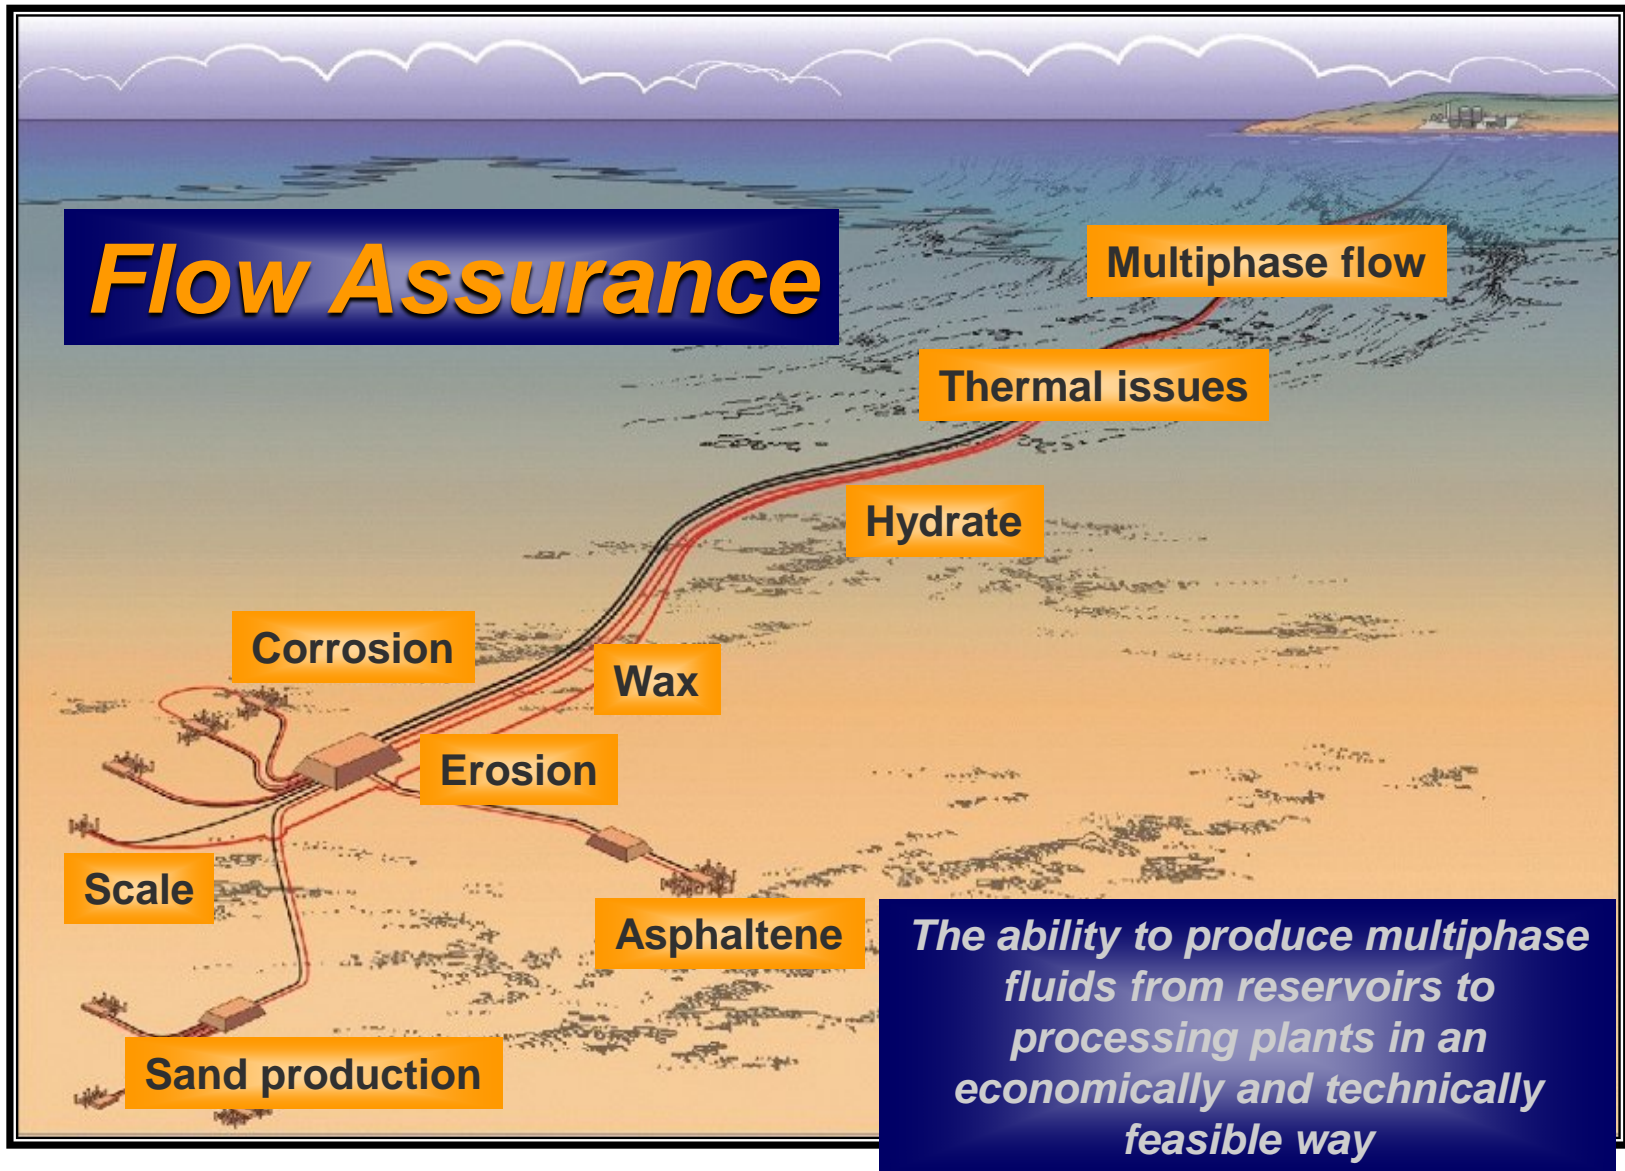 Flow Assurance
Multiphase flow
Thermal issues
Hydrate
Corrosion
Wax
Erosion
Scale
Asphaltene
Sand production
The ability to produce multiphase
fluids from reservoirs to
processing plants in an
economically and technically
feasible way